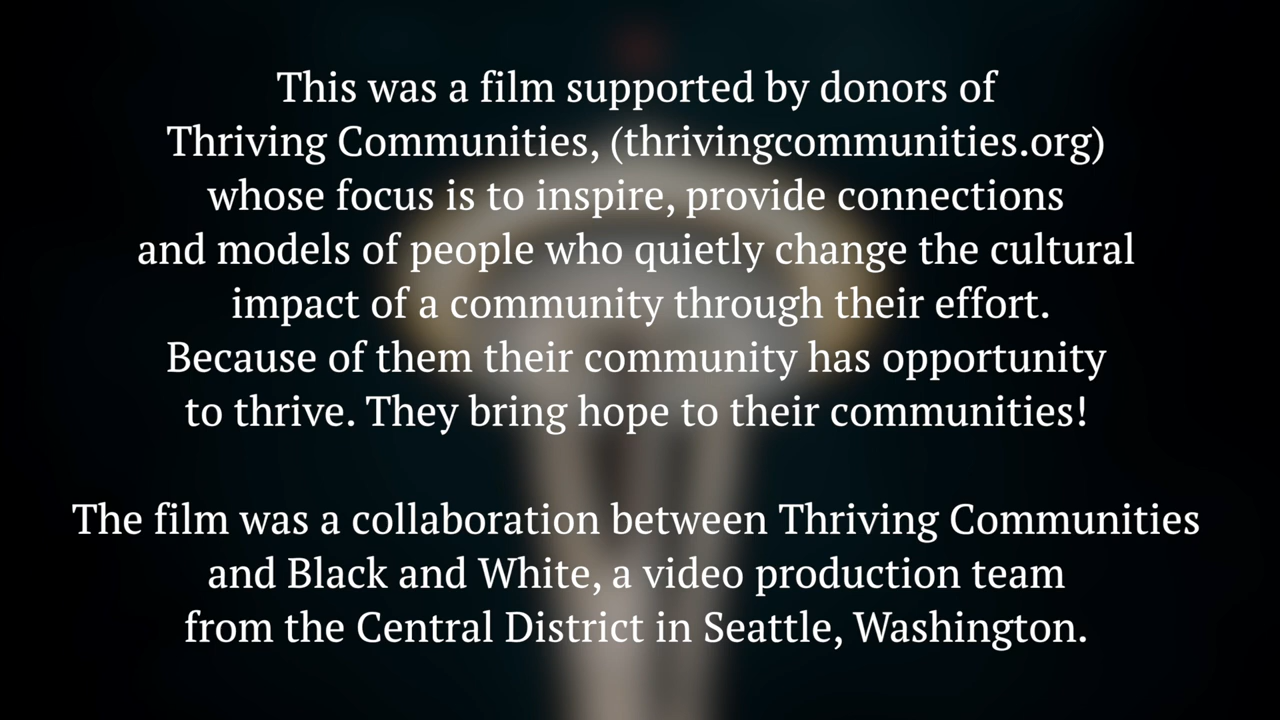 This was a film supported by donors of
Thriving Communities, (thrivingcommunities.org)
whose focus is to inspire, provide connections
and models of people who quietly change the cultural
impact of a community through their effort.
Because of them their community has opportunity
to thrive. They bring hope to their communities!
The film was a collaboration between Thriving Communities
and Black and White, a video production team
from the Central District in Seattle, Washington.